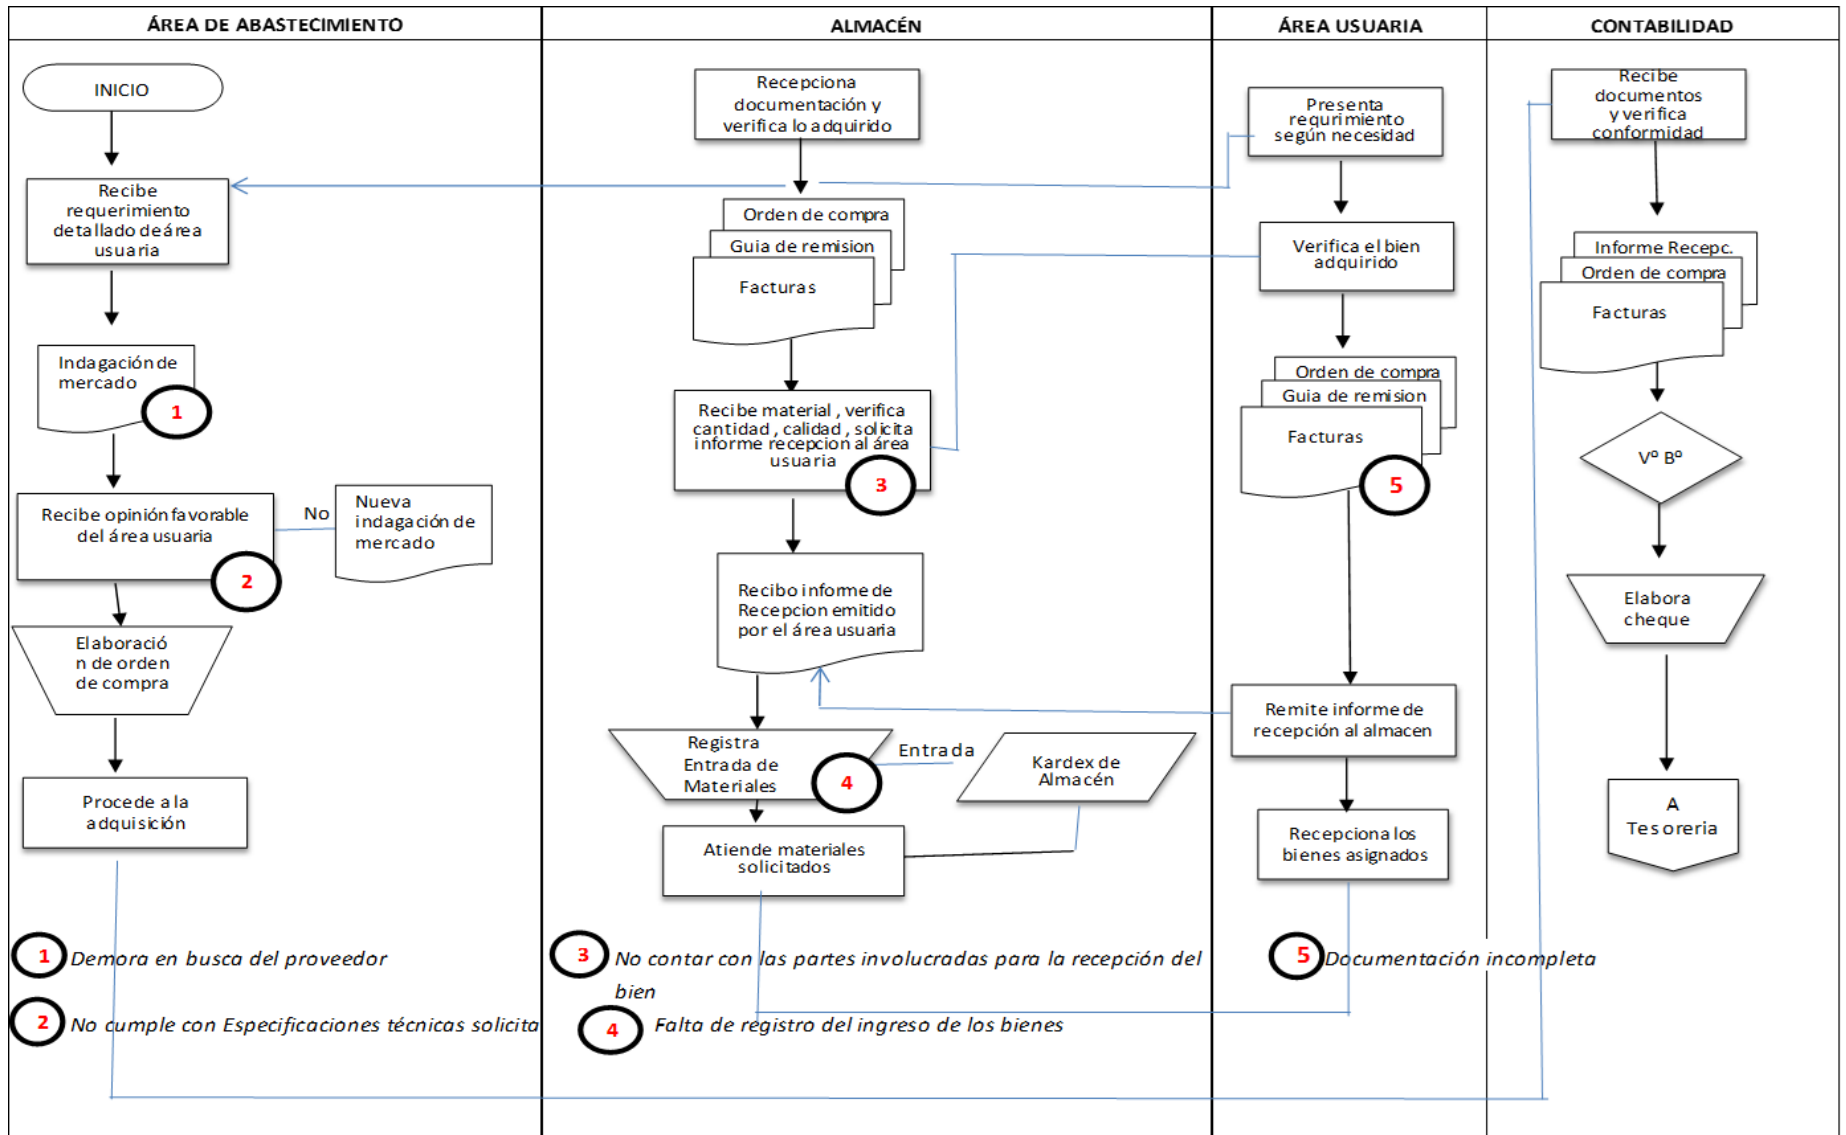 ÁREA DE ABASTECIMIENTO
ALMACÉN
ÁREA USUARIA
CONTABILIDAD
INICIO
Recibe
requerimiento
detallado deárea
usuaria
Indagación de
mercado
1
Recibe opinión favorable
del área usuaria
2
No
Nueva
indagación de
mercado
Elaboració
n de orden
de compra
Procede a la
adquisición
1
Demora en busca del proveedor
2
No cumple con Especificaciones técnicas solicita
Recepciona
documentación y
verifica lo adquirido
Orden de compra
Guia de remision
Facturas
Recibe material , verifica
cantidad , calidad , solicita
informe recepcion al área
usuaria
3
Recibo informe de
Recepcion emitido
por el área usuaria
Registra
Entrada de
Materiales
4
Entrada
Kardex de
Almacén
Atiende materiales
solicitados
3
No contar con las partes involucradas para la recepción del
bien
4
Falta de registro del ingreso de los bienes
Presenta
requrimiento
según necesidad
Verifica el bien
adquirido
Orden de compra
Guia de remision
Facturas
5
Remite informe de
recepción al almacen
Recepciona los
bienes asignados
5
Documentación incompleta
Recibe
documentos
y verifica
conformidad
Informe Recepc.
Orden de compra
Facturas
Vº Bº
Elabora
cheque
A
Tesoreria